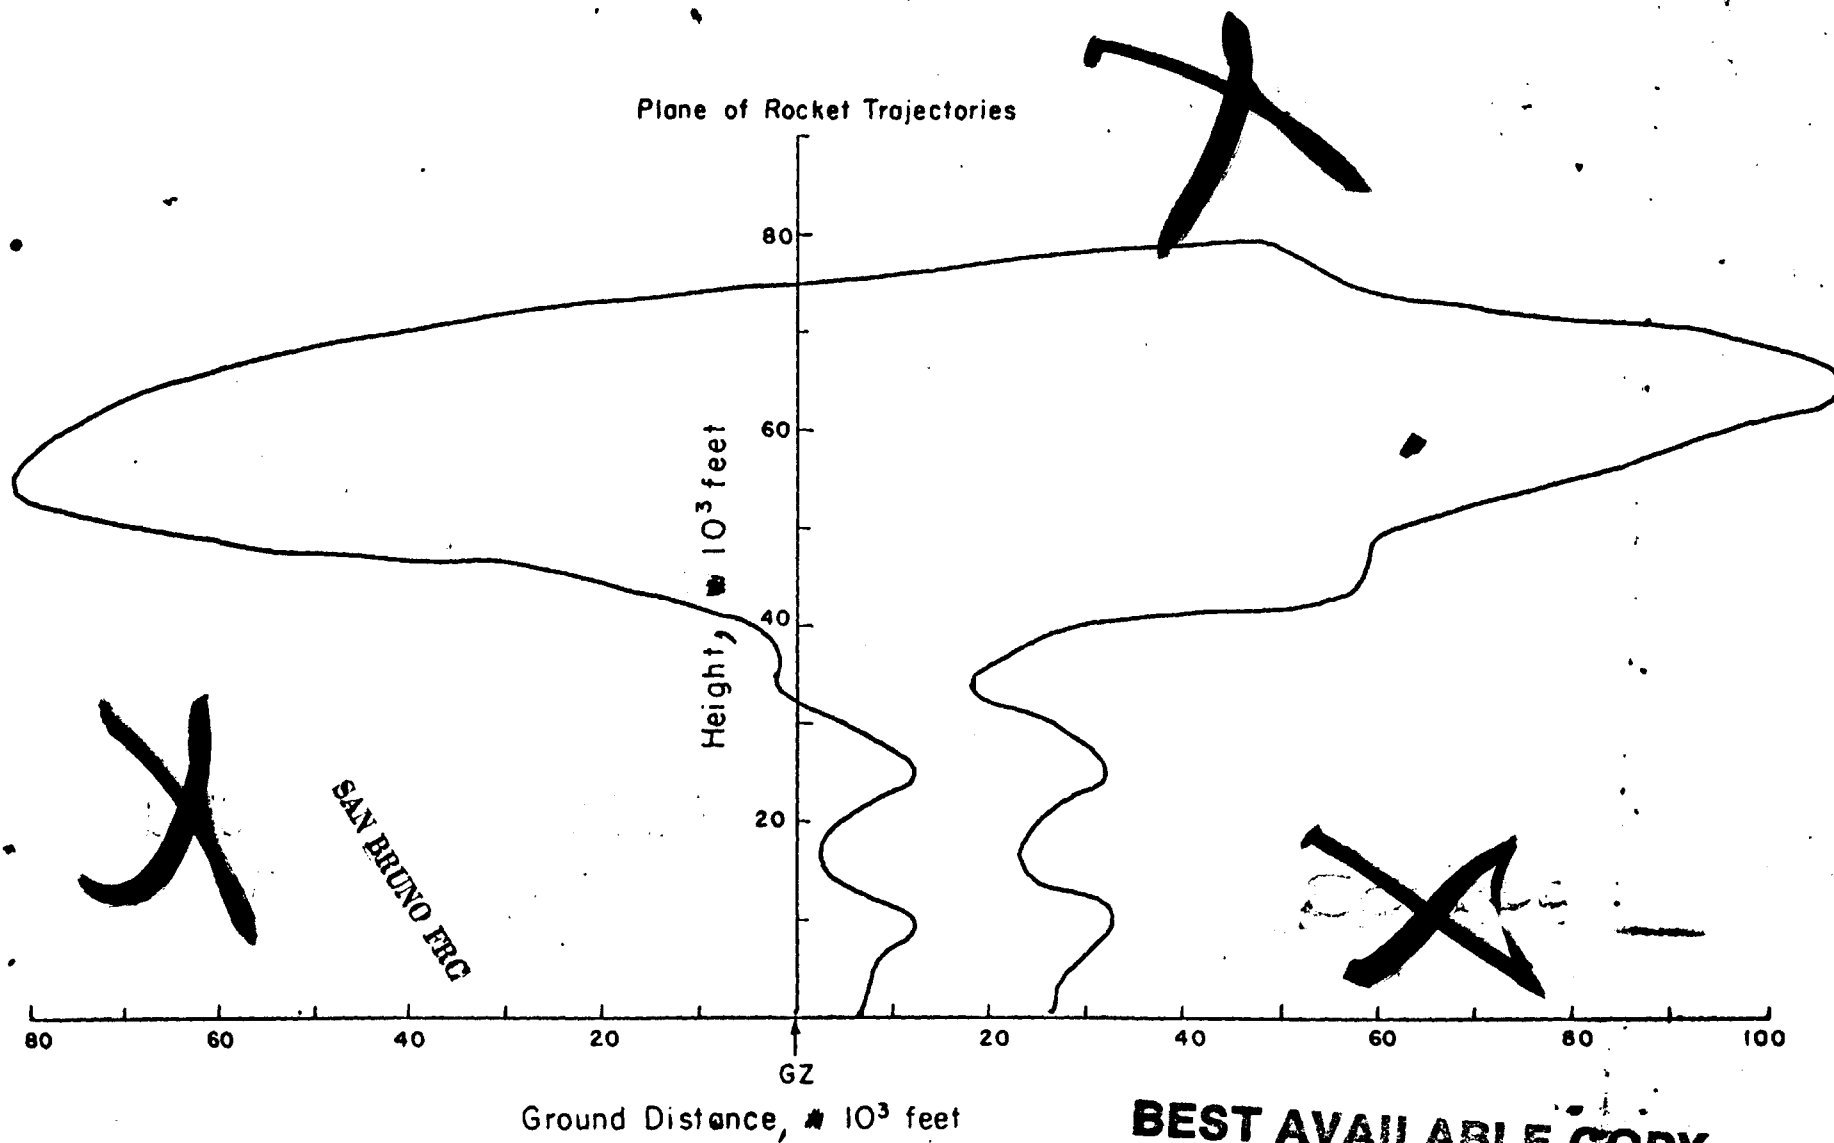 Plane of Rocket Trajectories
80
60
40
20
Height, 10³ feet
SAN BRUNO FRC
80 60 40 20 20 40 60 80 100
GZ
Ground Distance, 10³ feet
BEST AVAILABLE COPY